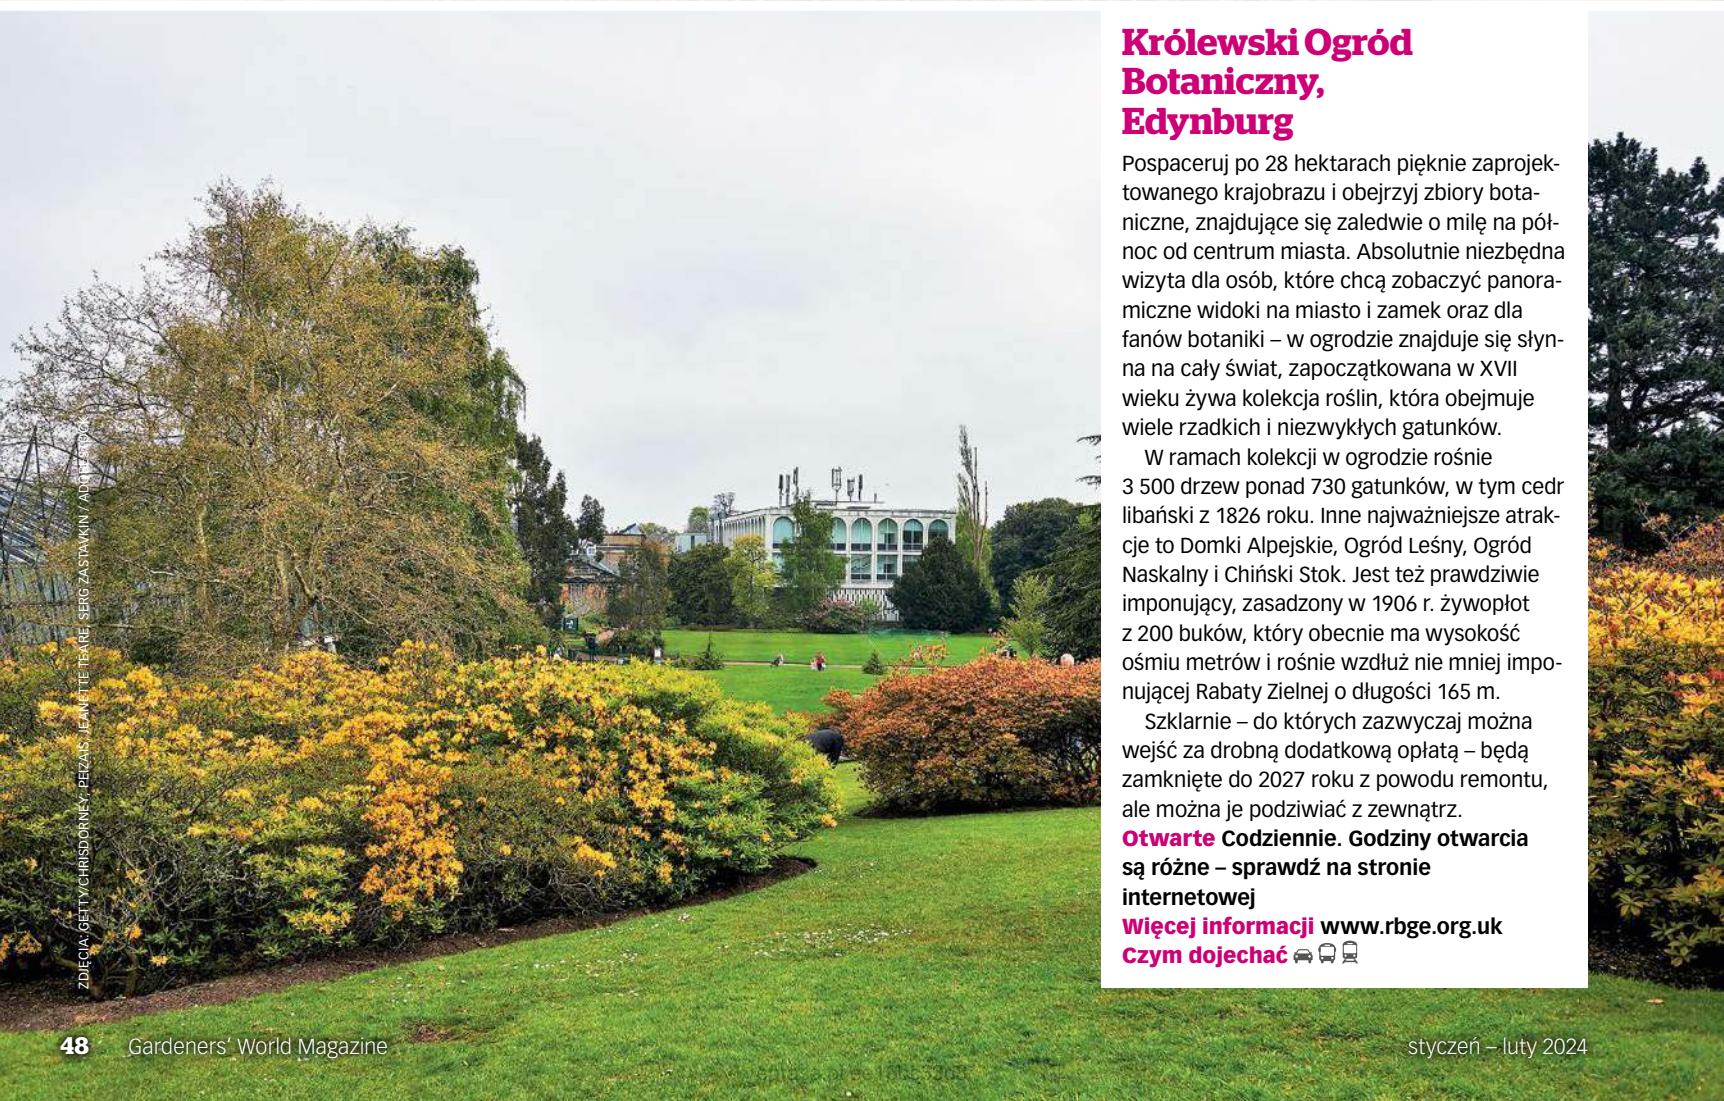 Królewski Ogród
Botaniczny,
Edynburg
Pospaceruj po 28 hektarach pięknie zaprojek-
towanego krajobrazu i obejrzyj zbiory bota-
niczne, znajdujące się zaledwie o milę na pół-
noc od centrum miasta. Absolutnie niezbędna
wizyta dla osób, które chcą zobaczyć panora-
miczne widoki na miasto i zamek oraz dla
fanów botaniki – w ogrodzie znajduje się słyn-
na na cały świat, zapoczątkowana w XVII
wieku żywa kolekcja roślin, która obejmuje
wiele rzadkich i niezwykłych gatunków.
W ramach kolekcji w ogrodzie rośnie
3 500 drzew ponad 730 gatunków, w tym cedr
libański z 1826 roku. Inne najważniejsze atrak-
cje to Domki Alpejskie, Ogród Leśny, Ogród
Naskalny i Chiński Stok. Jest też prawdziwie
imponujący, zasadzony w 1906 r. żywopłot
z 200 buków, który obecnie ma wysokość
ośmiu metrów i rośnie wzdłuż nie mniej impo-
nującej Rabaty Zielnej o długości 165 m.
Szklarnie – do których zazwyczaj można
wejść za drobną dodatkową opłatą – będą
zamknięte do 2027 roku z powodu remontu,
ale można je podziwiać z zewnątrz.
Otwarte Codziennie. Godziny otwarcia
są różne – sprawdź na stronie
internetowej
Więcej informacji www.rbge.org.uk
Czym dojechać
ZDJĘCIA: GETTY/CHRISDORNEY; PEIZAIS, JEANETTE TEARE, SERG ZASTAVKIN /
48 Gardeners' World Magazine
styczeń – luty 2024